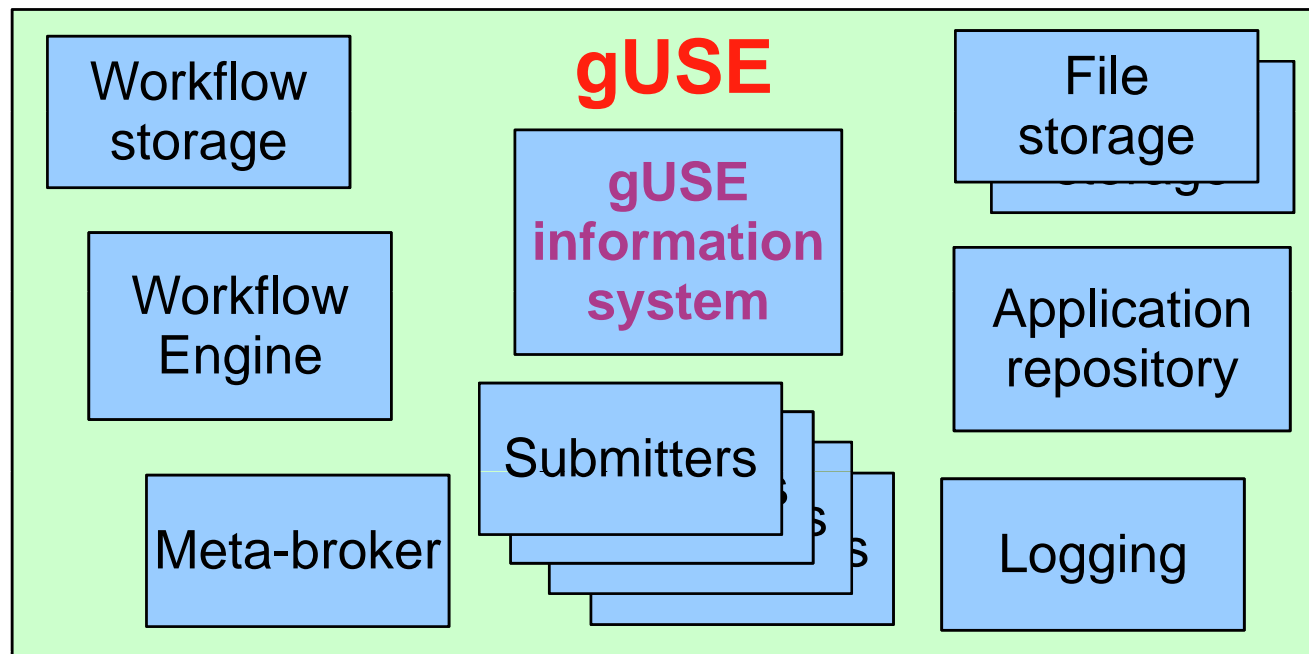 gUSE
Workflow
storage
gUSE
information
system
File
storage
Workflow
Engine
Application
repository
Submitters
Meta-broker
Logging